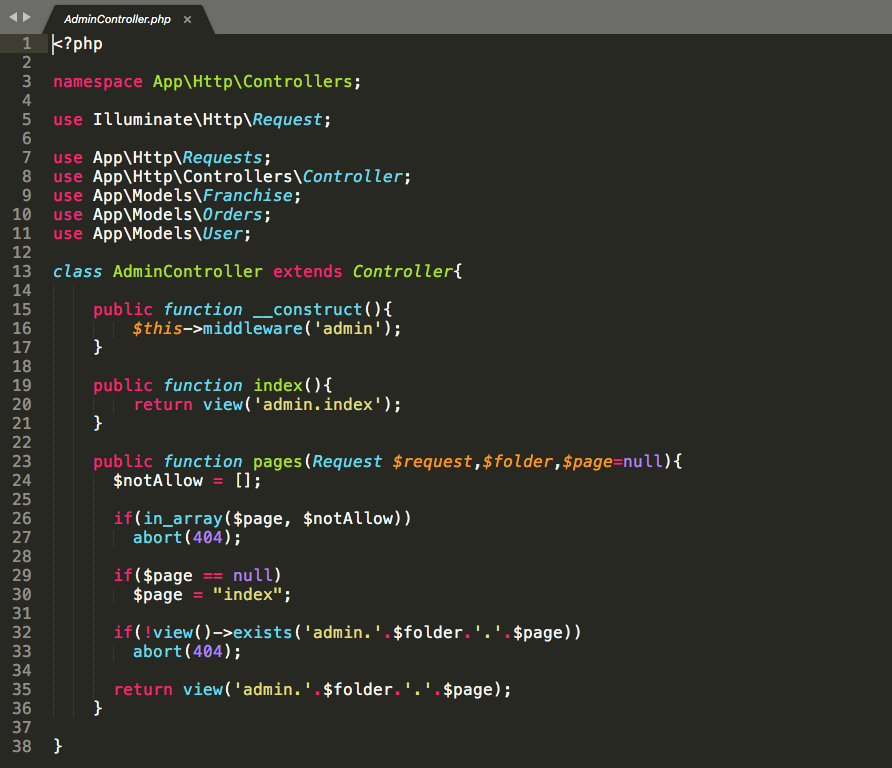 AdminController.php ×
1 <?php
2
3 namespace App\Http\Controllers;
4
5 use Illuminate\Http\Request;
6
7 use App\Http\Requests;
8 use App\Http\Controllers\Controller;
9 use App\Models\Franchise;
10 use App\Models\Orders;
11 use App\Models\User;
12
13 class AdminController extends Controller{
14
15     public function __construct(){
16         $this->middleware('admin');
17     }
18
19     public function index(){
20         return view('admin.index');
21     }
22
23     public function pages(Request $request,$folder,$page=null){
24       $notAllow = [];
25
26       if(in_array($page, $notAllow))
27         abort(404);
28
29       if($page == null)
30         $page = "index";
31
32       if(!view()->exists('admin.'.$folder.'.'.$page))
33         abort(404);
34
35       return view('admin.'.$folder.'.'.$page);
36     }
37
38 }